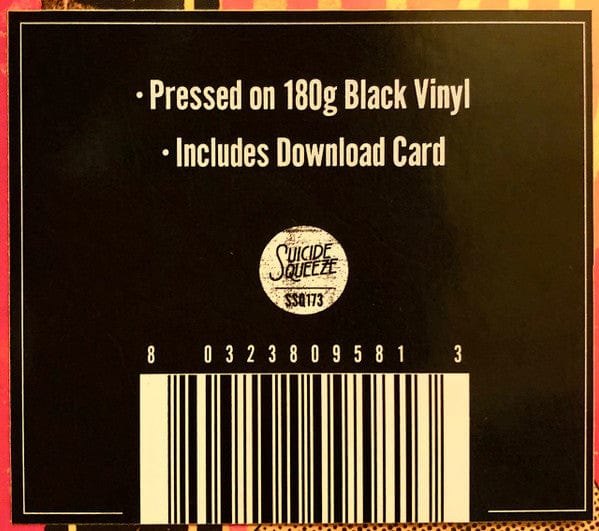 · Pressed on 180g Black Vinyl
· Includes Download Card
SUICIDE
SQUEEZE
SSQ173
8 0323809581 3